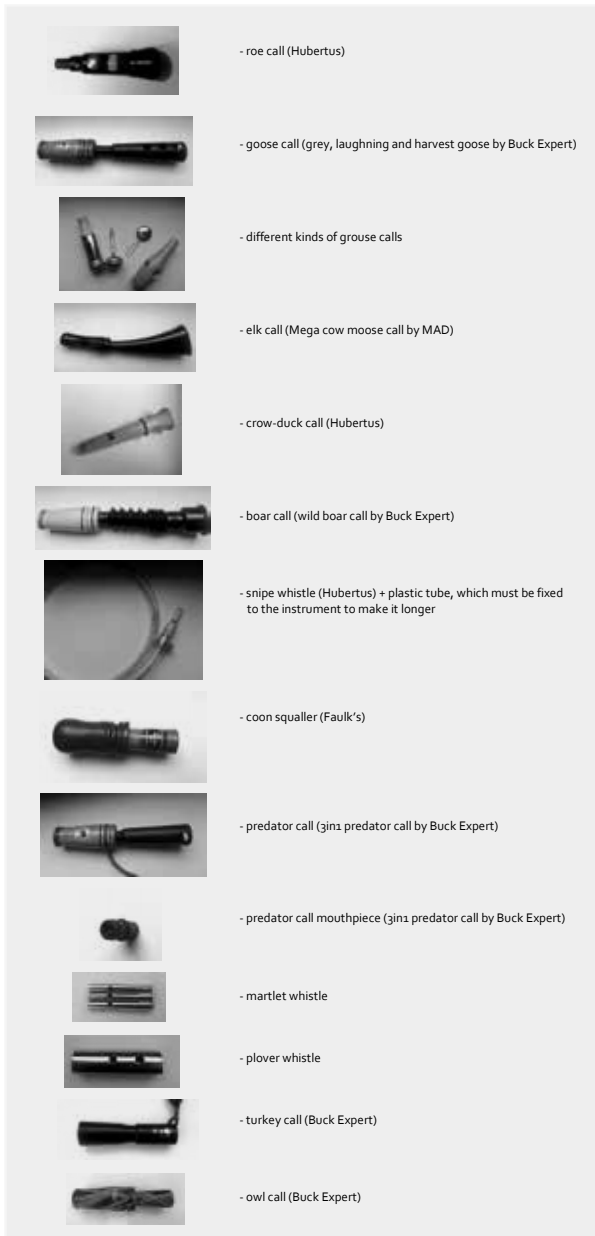 - roe call (Hubertus)
- goose call (grey, laughning and harvest goose by Buck Expert)
- different kinds of grouse calls
- elk call (Mega cow moose call by MAD)
- crow-duck call (Hubertus)
- boar call (wild boar call by Buck Expert)
- snipe whistle (Hubertus) + plastic tube, which must be fixed
to the instrument to make it longer
- coon squaller (Faulk's)
- predator call (3in1 predator call by Buck Expert)
- predator call mouthpiece (3in1 predator call by Buck Expert)
- martlet whistle
- plover whistle
- turkey call (Buck Expert)
- owl call (Buck Expert)